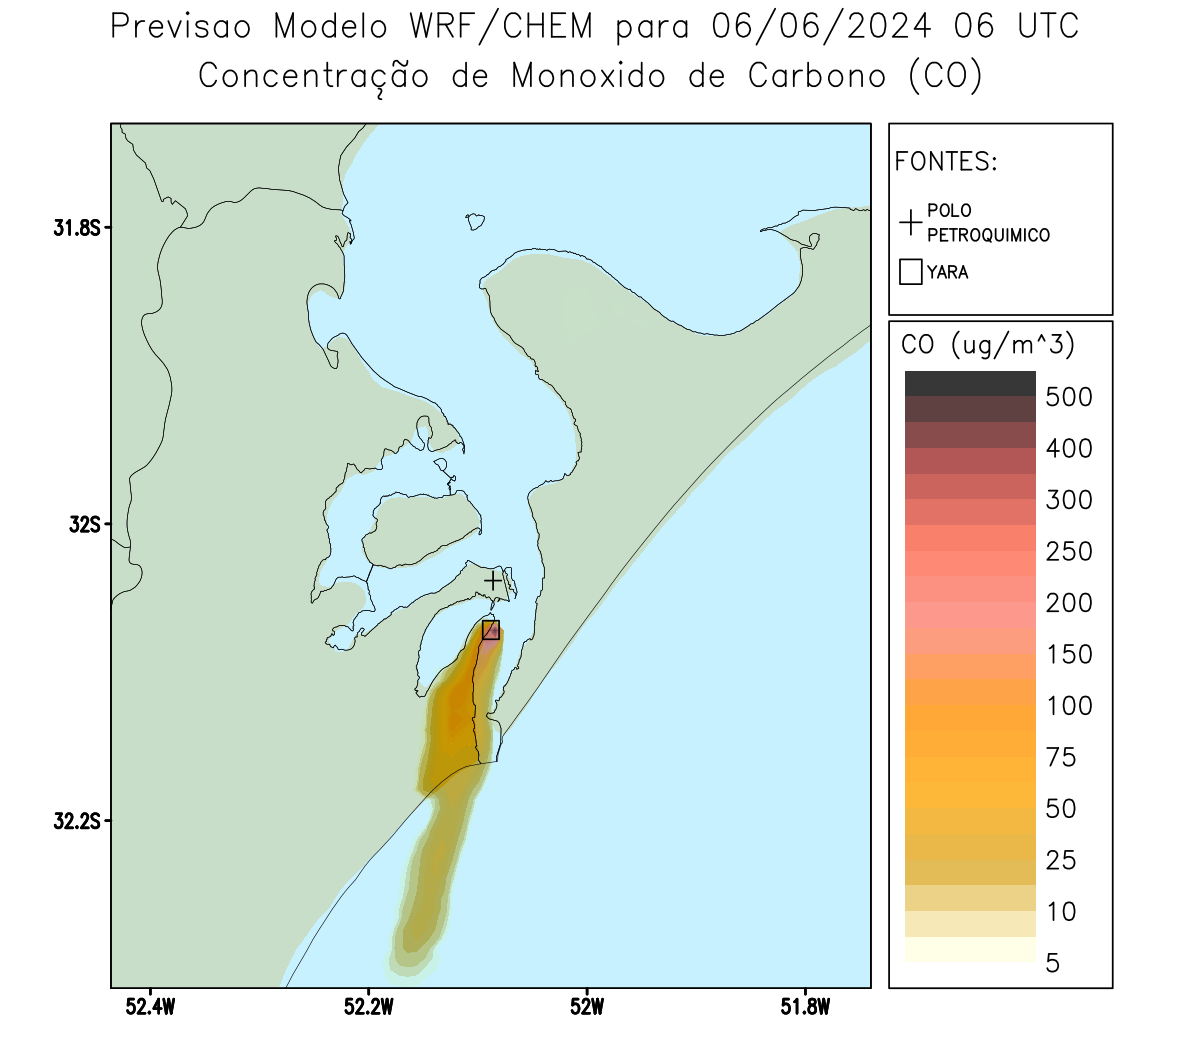 Previsao Modelo WRF/CHEM para 06/06/2024 06 UTC
Concentração de Monoxido de Carbono (CO)
FONTES:
POLO
PETROQUIMICO
YARA
CO (ug/m^3)
500
400
300
250
200
150
100
75
50
25
10
5
31.8S
32S
32.2S
52.4W
52.2W
52W
51.8W